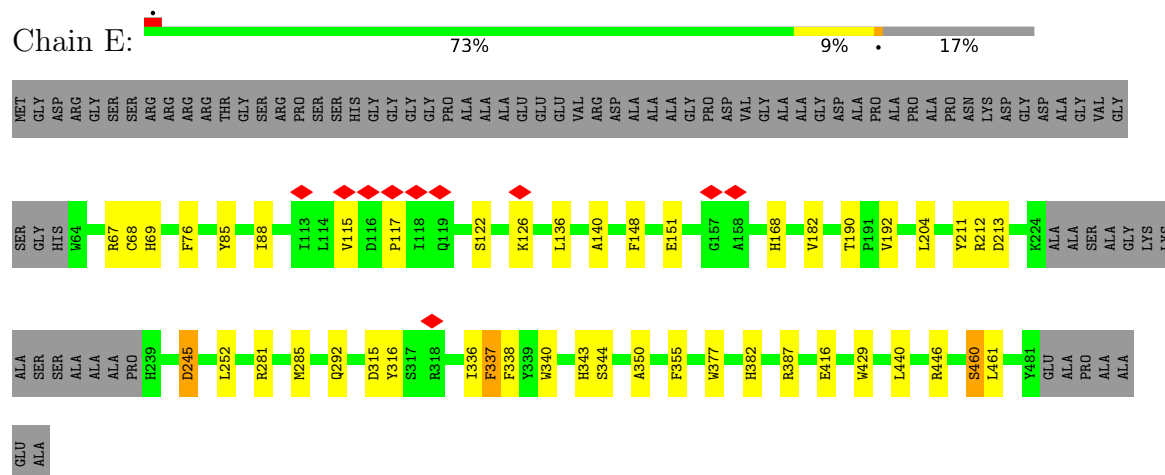 Chain E: 73% 9% • 17%
MET GLY ASP ARG GLY SER SER ARG ARG ARG ARG THR GLY SER ARG PRO SER SER HIS GLY GLY GLY GLY PRO ALA ALA ALA GLU GLU GLU VAL ARG ASP ALA ALA ALA GLY PRO ASP VAL GLY ALA ALA GLY ASP ALA PRO ALA PRO ALA PRO ASN LYS ASP GLY ASP ALA GLY VAL GLY
SER GLY HIS W64 R67 C68 H69 F76 Y85 I88 I113 L114 V115 D116 P117 I118 Q119 S122 K126 L136 A140 F148 E151 G157 A158 H168 V182 T190 P191 V192 L204 Y211 R212 D213 K224 ALA ALA SER ALA GLY LYS LYS
ALA SER SER ALA ALA ALA PRO H239 D245 L252 R281 M285 Q292 D315 Y316 S317 R318 I336 F337 F338 Y339 W340 H343 S344 A350 F355 W377 H382 R387 E416 W429 L440 R446 S460 L461 Y481 GLU ALA PRO ALA ALA
GLU ALA